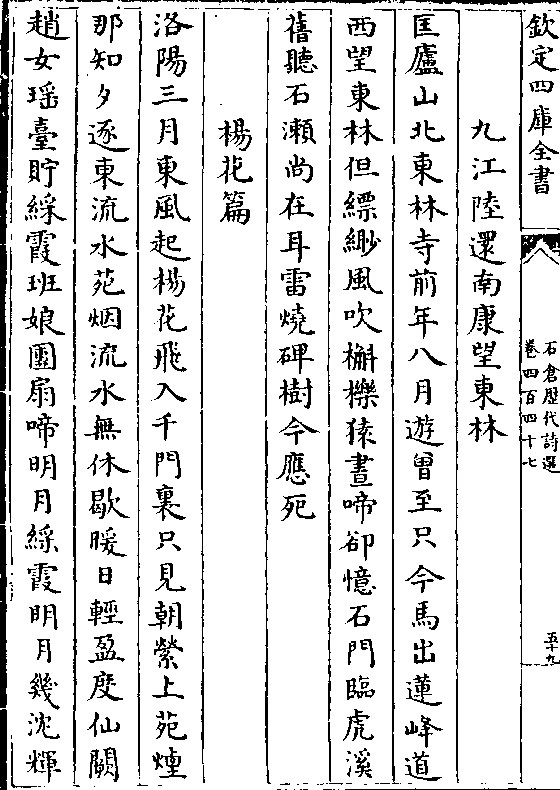 欽定四庫全書
石倉歷代詩選
卷四百四十七
五十九
九江陸還南康望東林
匡廬山北東林寺前年八月遊曽至只今馬出蓮峰道
西望東林但縹緲風吹槲櫟猿晝啼卻憶石門臨虎溪
舊聽石瀬尚在耳雷燒碑樹今應死
楊花篇
洛陽三月東風起楊花飛入千門裏只見朝縈上苑煙
那知夕逐東流水苑烟流水無休歇暖日輕盈度仙闕
趙女瑶臺貯綵霞班娘團扇啼明月綵霞明月幾沈輝